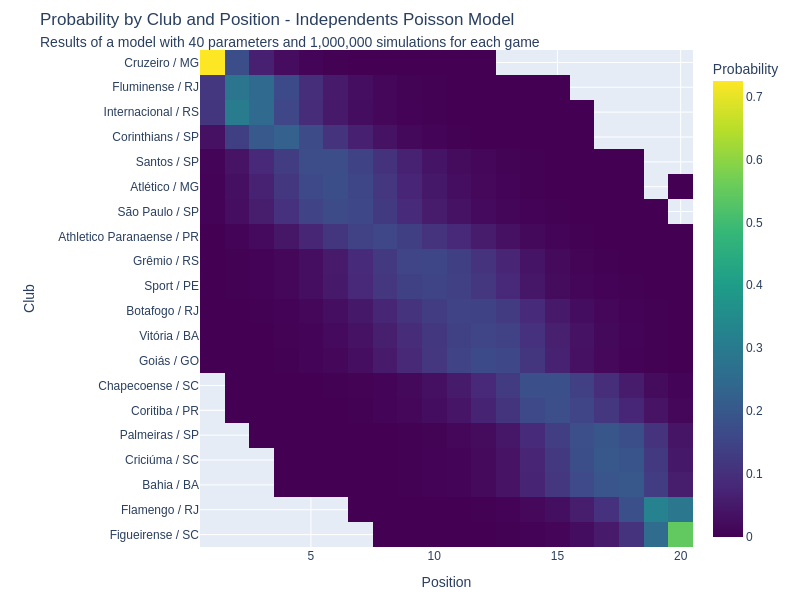 Probability by Club and Position - Independents Poisson Model
Results of a model with 40 parameters and 1,000,000 simulations for each game
Probability
Club
Cruzeiro / MG
Fluminense / RJ
Internacional / RS
Corinthians / SP
Santos / SP
Atlético / MG
São Paulo / SP
Athletico Paranaense / PR
Grêmio / RS
Sport / PE
Botafogo / RJ
Vitória / BA
Goiás / GO
Chapecoense / SC
Coritiba / PR
Palmeiras / SP
Criciúma / SC
Bahia / BA
Flamengo / RJ
Figueirense / SC
0.7
0.6
0.5
0.4
0.3
0.2
0.1
0
5 10 15 20
Position